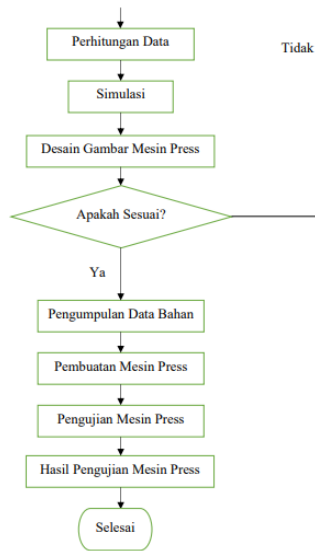 Perhitungan Data
Tidak
Simulasi
Desain Gambar Mesin Press
Apakah Sesuai?
Ya
Pengumpulan Data Bahan
Pembuatan Mesin Press
Pengujian Mesin Press
Hasil Pengujian Mesin Press
Selesai